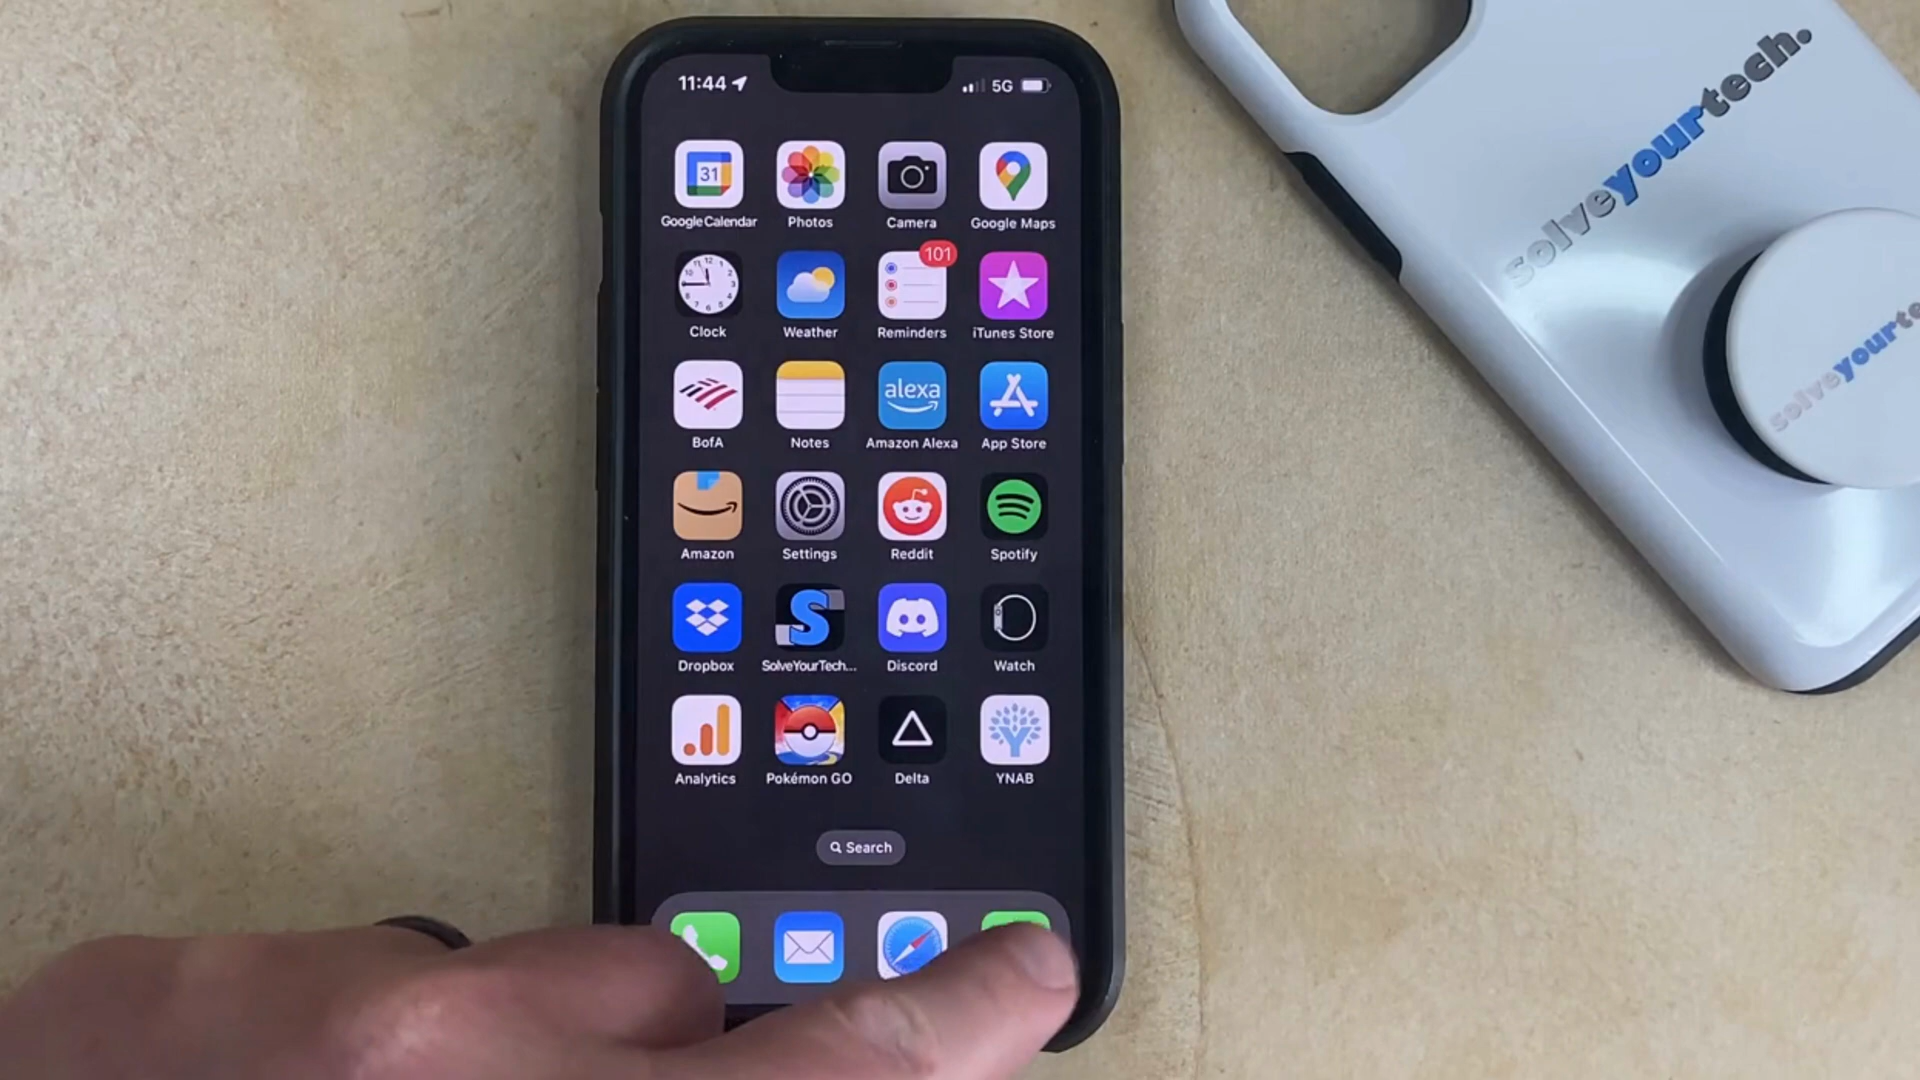 11:44
5G
31
Google Calendar
Photos
Camera
Google Maps
101
Clock
Weather
Reminders
iTunes Store
alexa
BofA
Notes
Amazon Alexa
App Store
Amazon
Settings
Reddit
Spotify
S
Dropbox
SolveYourTech...
Discord
Watch
Analytics
Pokémon GO
Delta
YNAB
Search
solveyourtech.
solveyourte